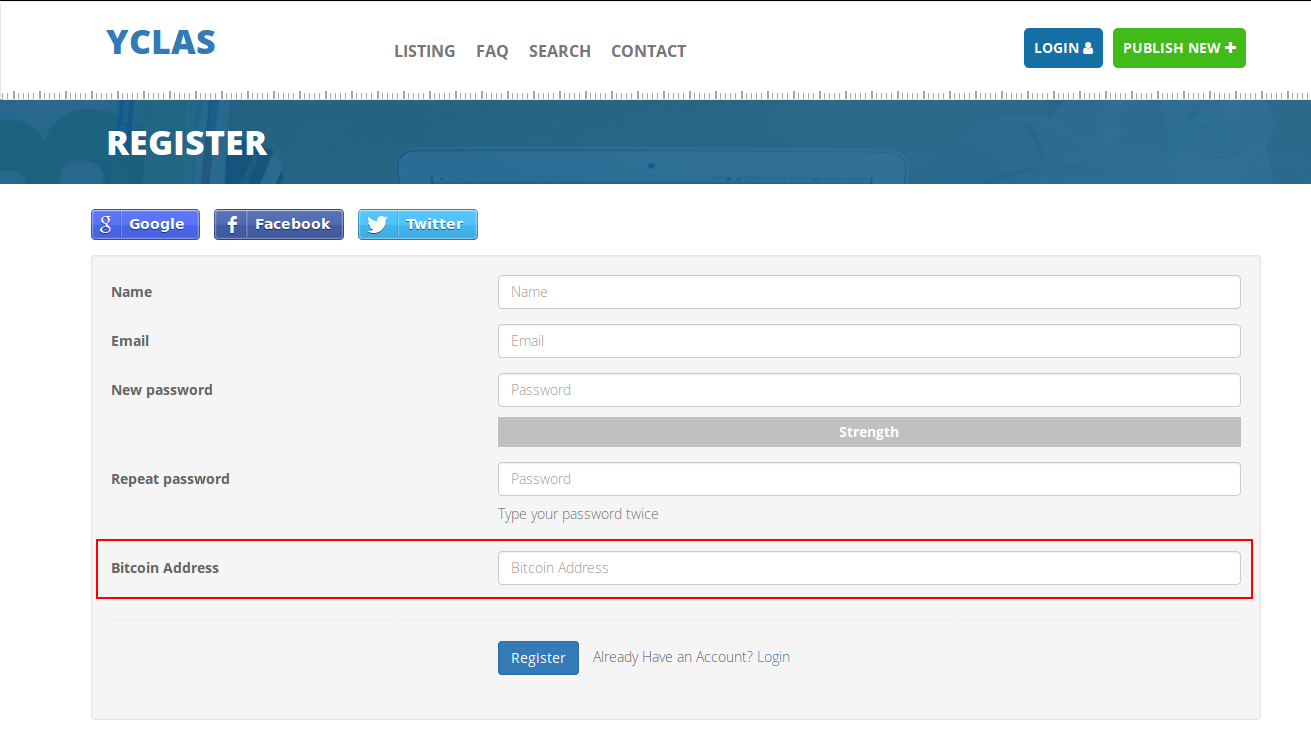 YCLAS
LISTING FAQ SEARCH CONTACT
LOGIN
PUBLISH NEW
REGISTER
Google
Facebook
Twitter
Name
Name
Email
Email
New password
Password
Strength
Repeat password
Password
Type your password twice
Bitcoin Address
Bitcoin Address
Register
Already Have an Account? Login